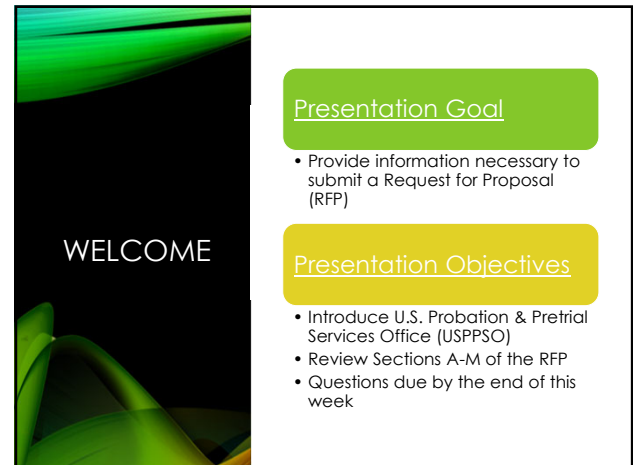 WELCOME
Presentation Goal
• Provide information necessary to
submit a Request for Proposal
(RFP)
Presentation Objectives
• Introduce U.S. Probation & Pretrial
Services Office (USPPSO)
• Review Sections A-M of the RFP
• Questions due by the end of this
week